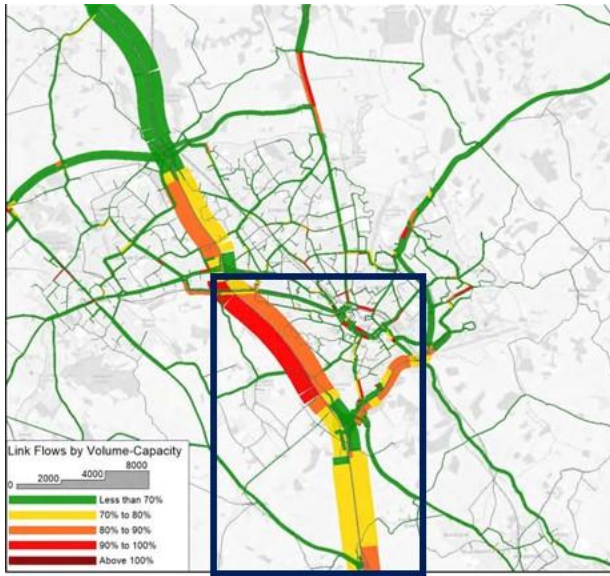 Link Flows by Volume-Capacity
0 2000 4000 8000
Less than 70%
70% to 80%
80% to 90%
90% to 100%
Above 100%